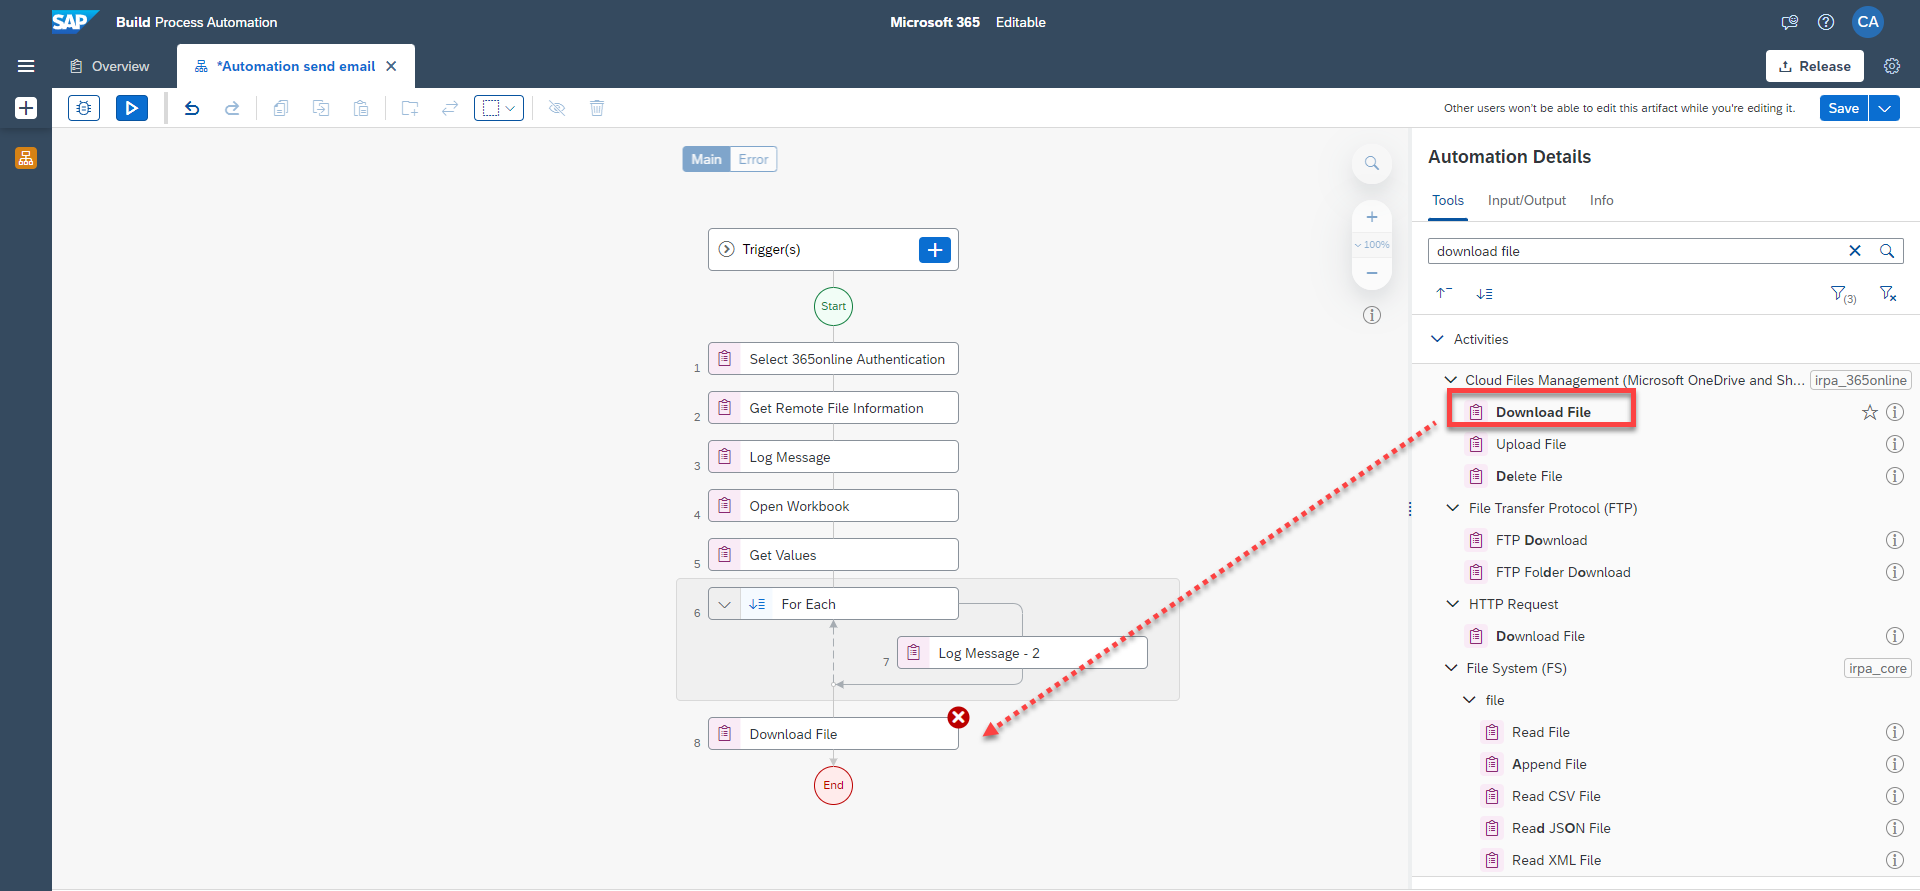 SAP Build Process Automation
Microsoft 365 Editable
CA
Overview
*Automation send email
Release
Other users won't be able to edit this artifact while you're editing it.
Save
Main Error
Trigger(s)
Start
1 Select 365online Authentication
2 Get Remote File Information
3 Log Message
4 Open Workbook
5 Get Values
6 For Each
7 Log Message - 2
8 Download File
End
100%
Automation Details
Tools Input/Output Info
download file
(3)
Activities
Cloud Files Management (Microsoft OneDrive and Sh... irpa_365online
Download File
Upload File
Delete File
File Transfer Protocol (FTP)
FTP Download
FTP Folder Download
HTTP Request
Download File
File System (FS) irpa_core
file
Read File
Append File
Read CSV File
Read JSON File
Read XML File